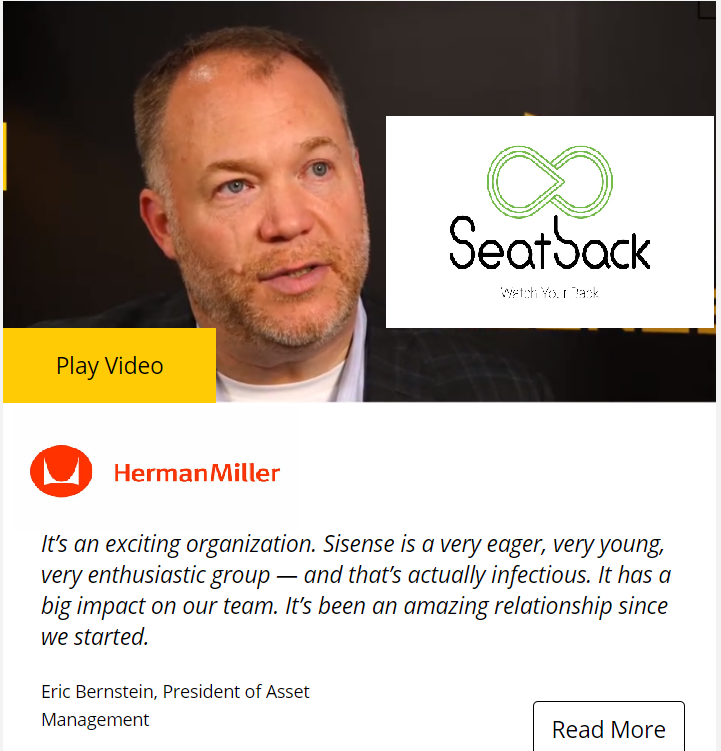 SeatBack
Watch Your Back
Play Video
HermanMiller
It’s an exciting organization. Sisense is a very eager, very young,
very enthusiastic group — and that’s actually infectious. It has a
big impact on our team. It’s been an amazing relationship since
we started.
Eric Bernstein, President of Asset
Management
Read More